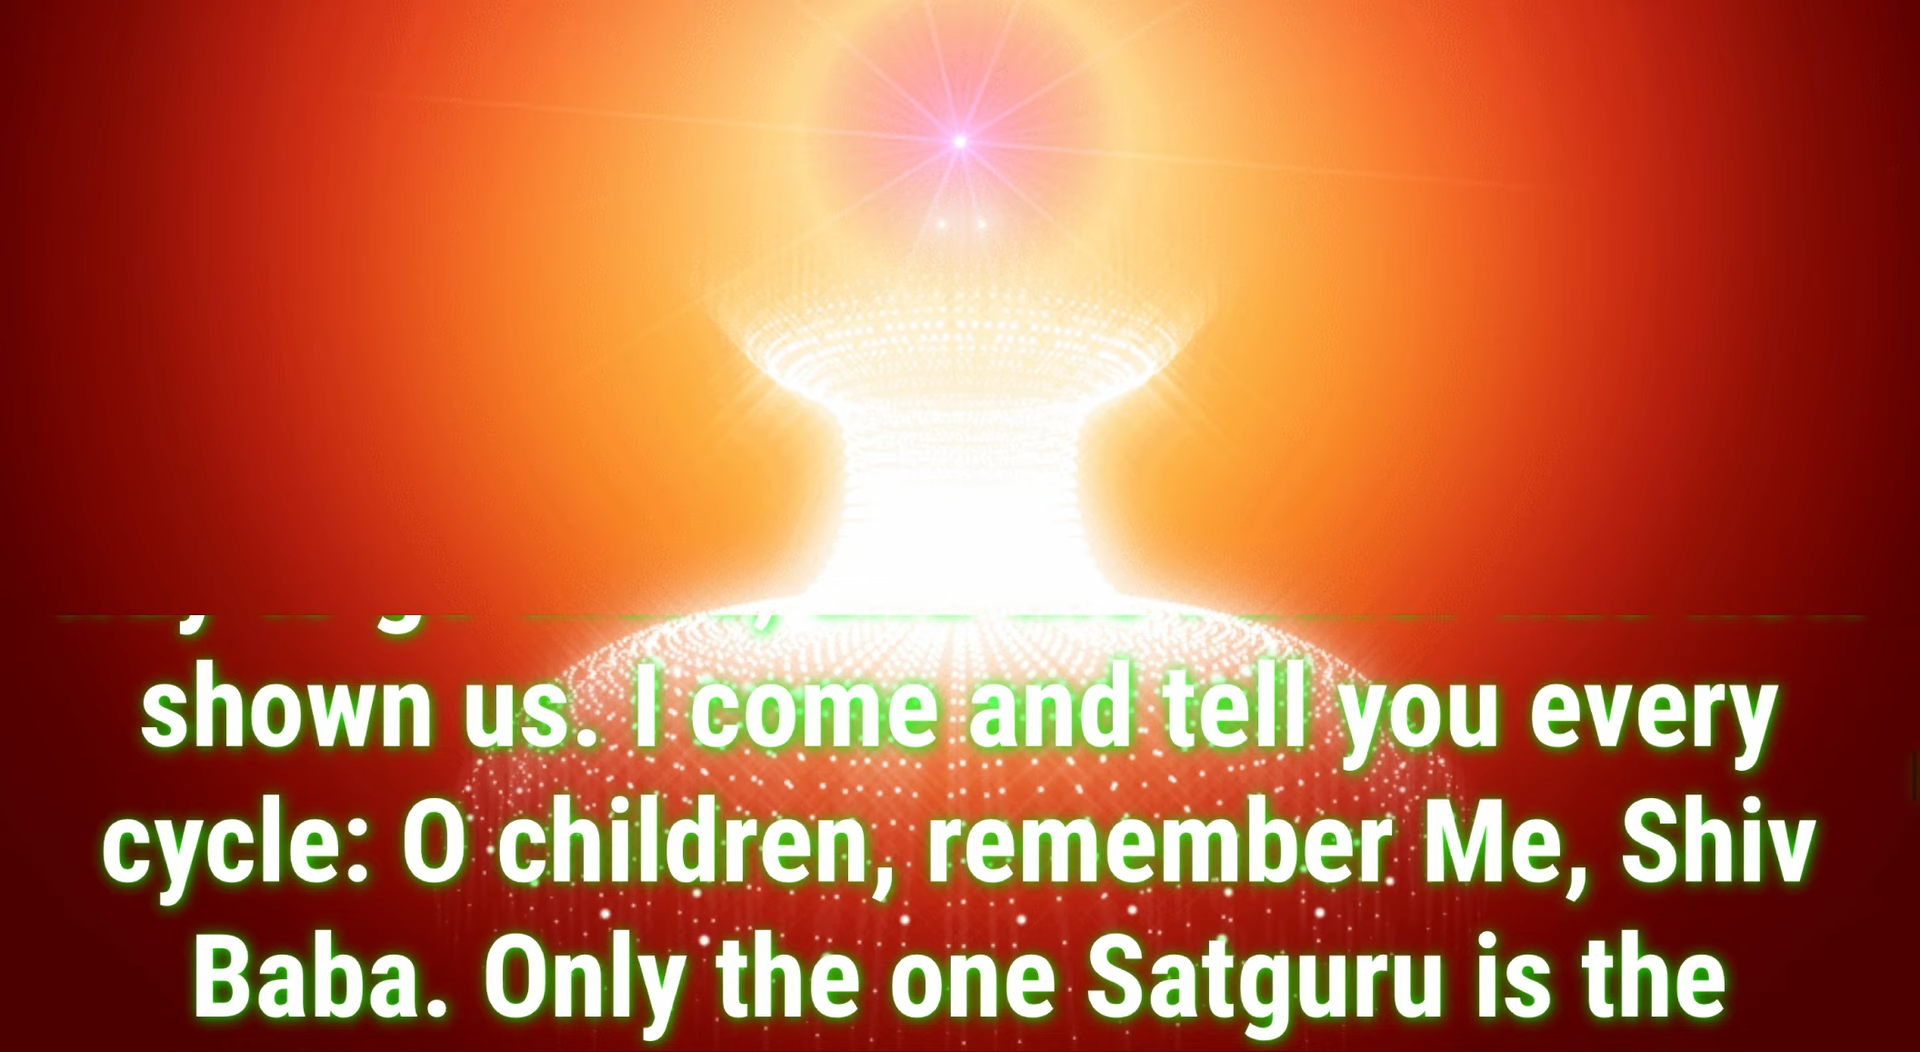 shown us. I come and tell you every
cycle: O children, remember Me, Shiv
Baba. Only the one Satguru is the